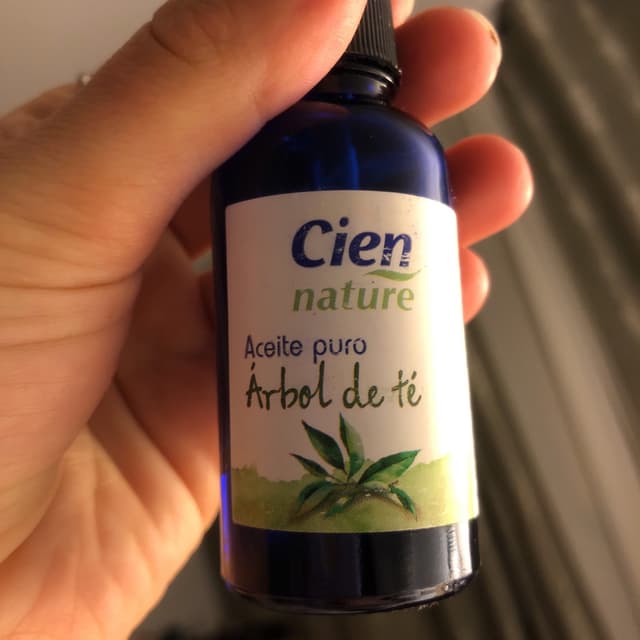 Cien
nature
Aceite puro
Árbol de té